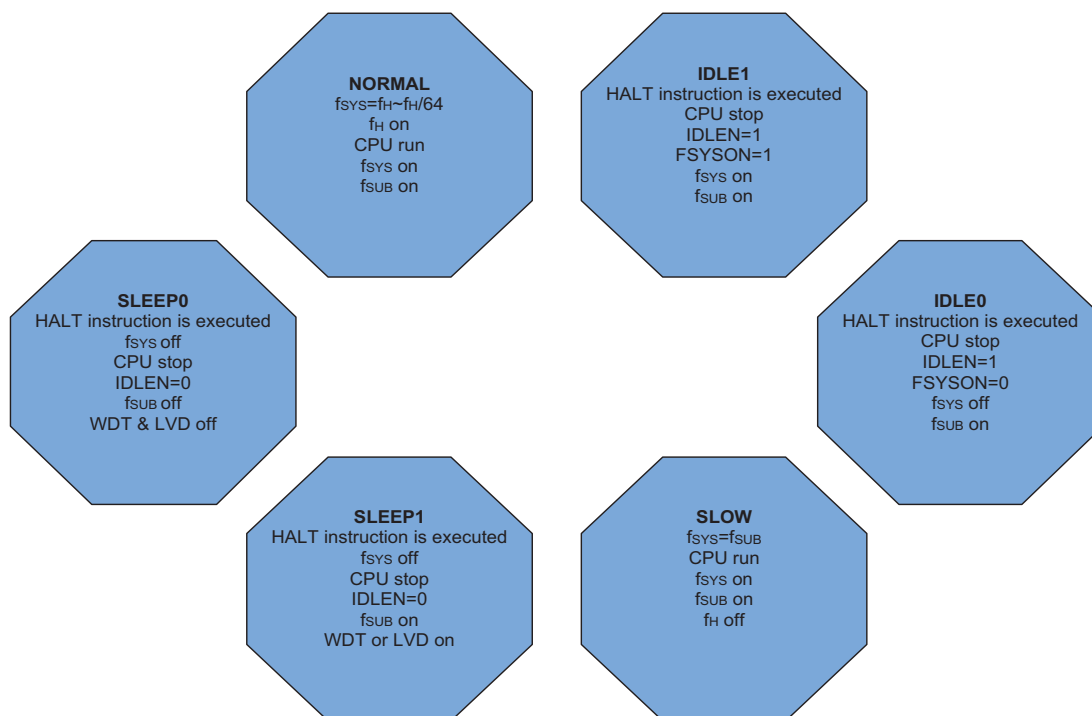 NORMAL
fSYS=fH~fH/64
fH on
CPU run
fSYS on
fSUB on
IDLE1
HALT instruction is executed
CPU stop
IDLEN=1
FSYSON=1
fSYS on
fSUB on
SLEEP0
HALT instruction is executed
fSYS off
CPU stop
IDLEN=0
fSUB off
WDT & LVD off
IDLE0
HALT instruction is executed
CPU stop
IDLEN=1
FSYSON=0
fSYS off
fSUB on
SLEEP1
HALT instruction is executed
fSYS off
CPU stop
IDLEN=0
fSUB on
WDT or LVD on
SLOW
fSYS=fSUB
CPU run
fSYS on
fSUB on
fH off